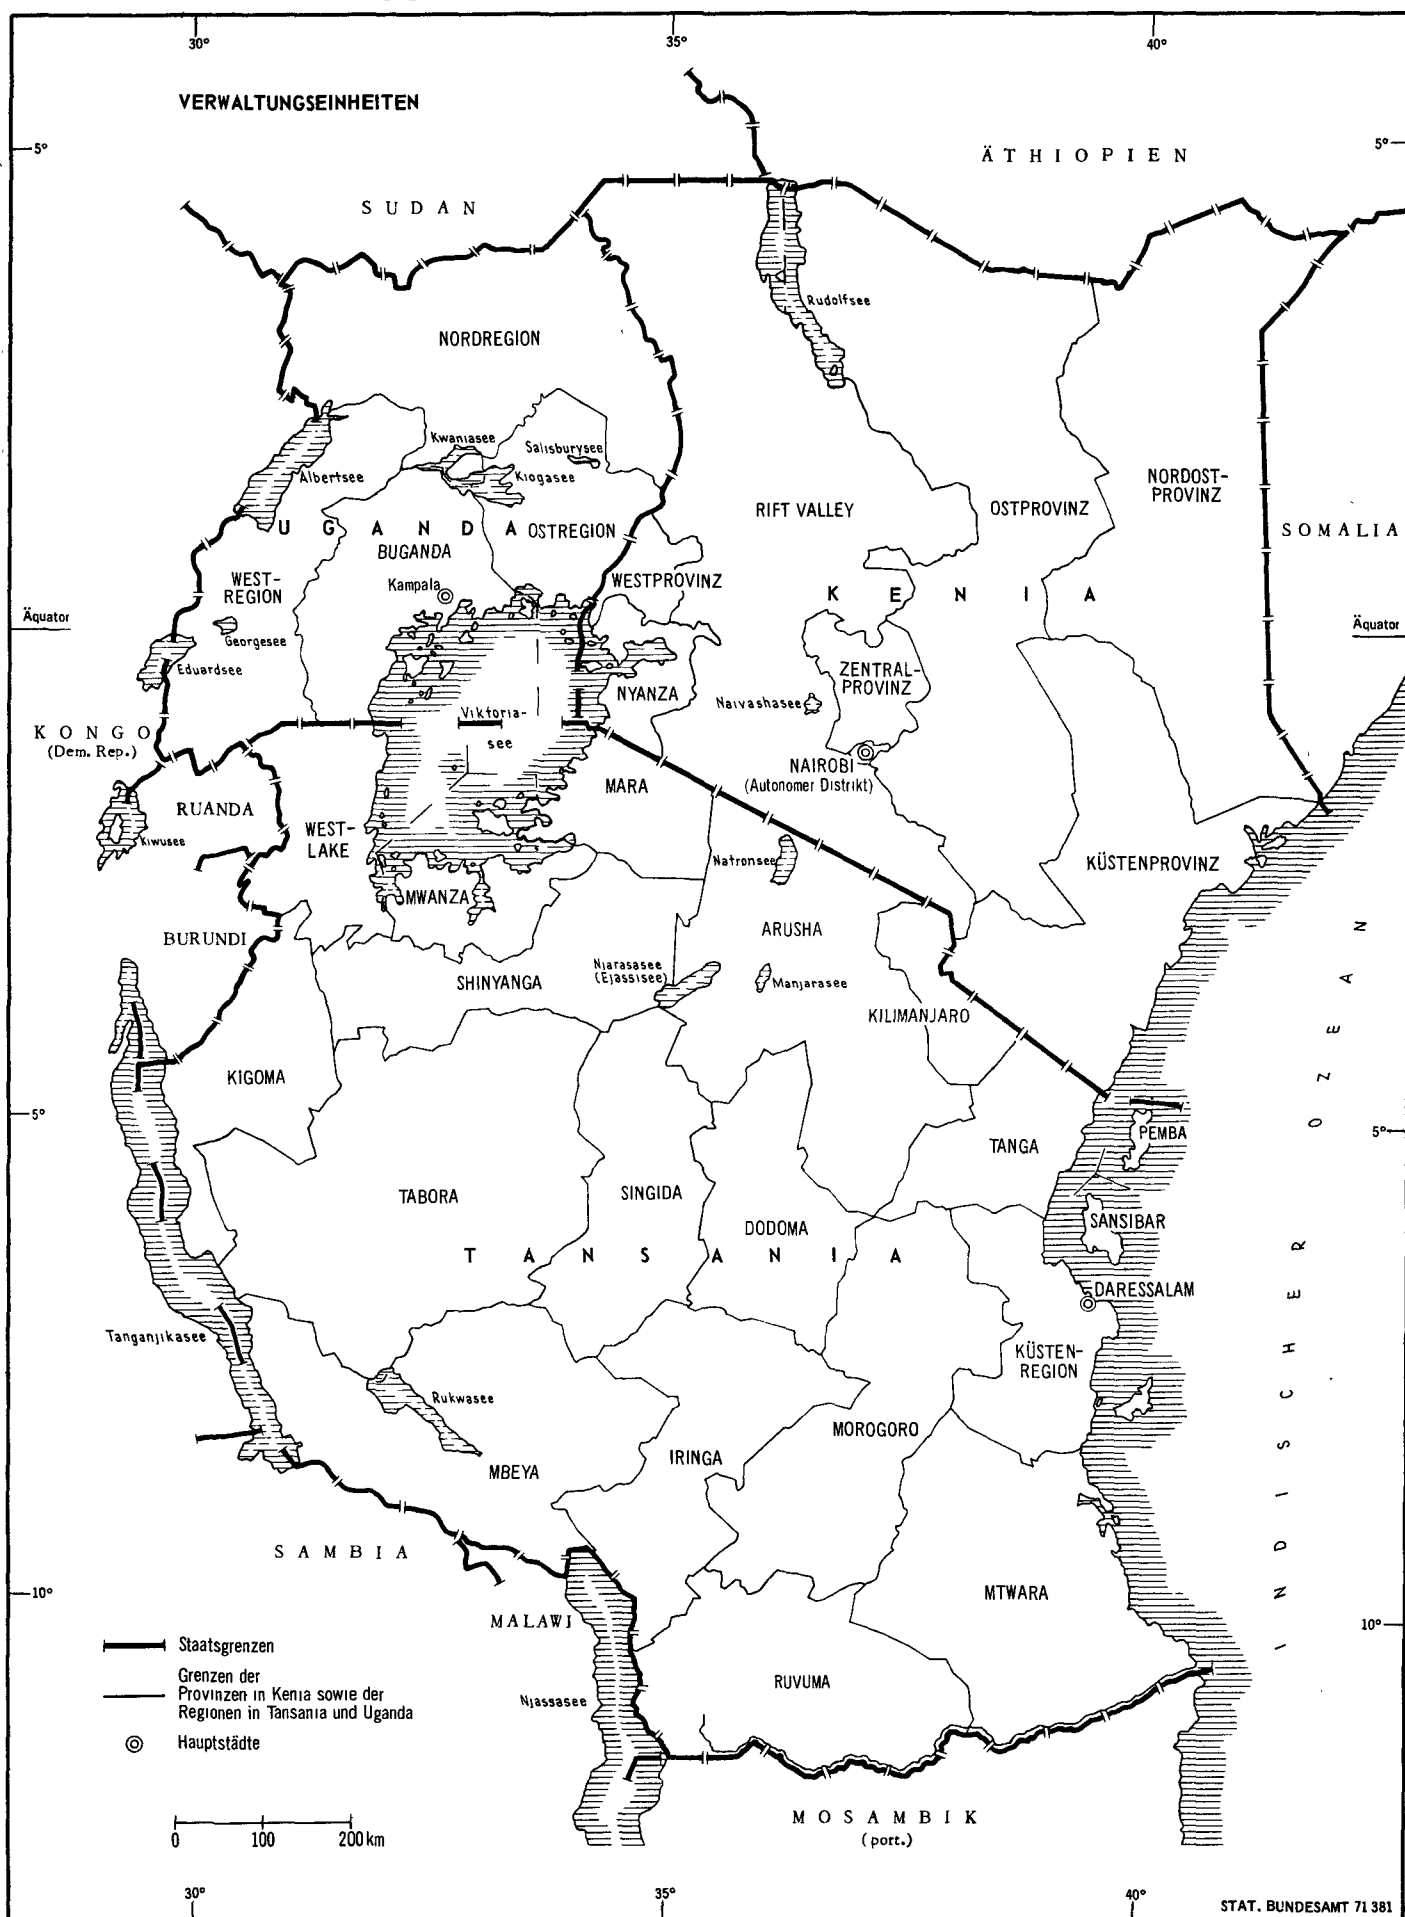 30°
35°
40°
VERWALTUNGSEINHEITEN
5°
5°
ÄTHIOPIEN
SUDAN
Rudolfsee
NORDREGION
Kwaniasee
Salisburysee
Albertsee
Kiogasee
NORDOST-
PROVINZ
RIFT VALLEY
OSTPROVINZ
UGANDA
OSTREGION
SOMALIA
BUGANDA
WEST-
REGION
Kampala
WESTPROVINZ
KENIA
Äquator
Äquator
Georgesee
Eduardsee
ZENTRAL-
PROVINZ
NYANZA
Naivashasee
Viktoria-
see
KONGO
(Dem. Rep.)
NAIROBI
(Autonomer Distrikt)
MARA
RUANDA
WEST-
LAKE
Kiwusee
Natronsee
KÜSTENPROVINZ
MWANZA
ARUSHA
BURUNDI
Njarasasee
(Ejassisee)
SHINYANGA
Manjarasee
KILIMANJARO
KIGOMA
5°
5°
PEMBA
TANGA
TABORA
SINGIDA
DODOMA
SANSIBAR
TANSANIA
DARESSALAM
INDISCHER OZEAN
Tanganjikasee
KÜSTEN-
REGION
Rukwasee
MOROGORO
IRINGA
MBEYA
SAMBIA
10°
MTWARA
MALAWI
10°
Staatsgrenzen
Grenzen der
Provinzen in Kenia sowie der
Regionen in Tansania und Uganda
RUVUMA
Njassasee
Hauptstädte
MOSAMBIK
(port.)
0 100 200 km
30°
35°
40°
STAT. BUNDESAMT 71 381